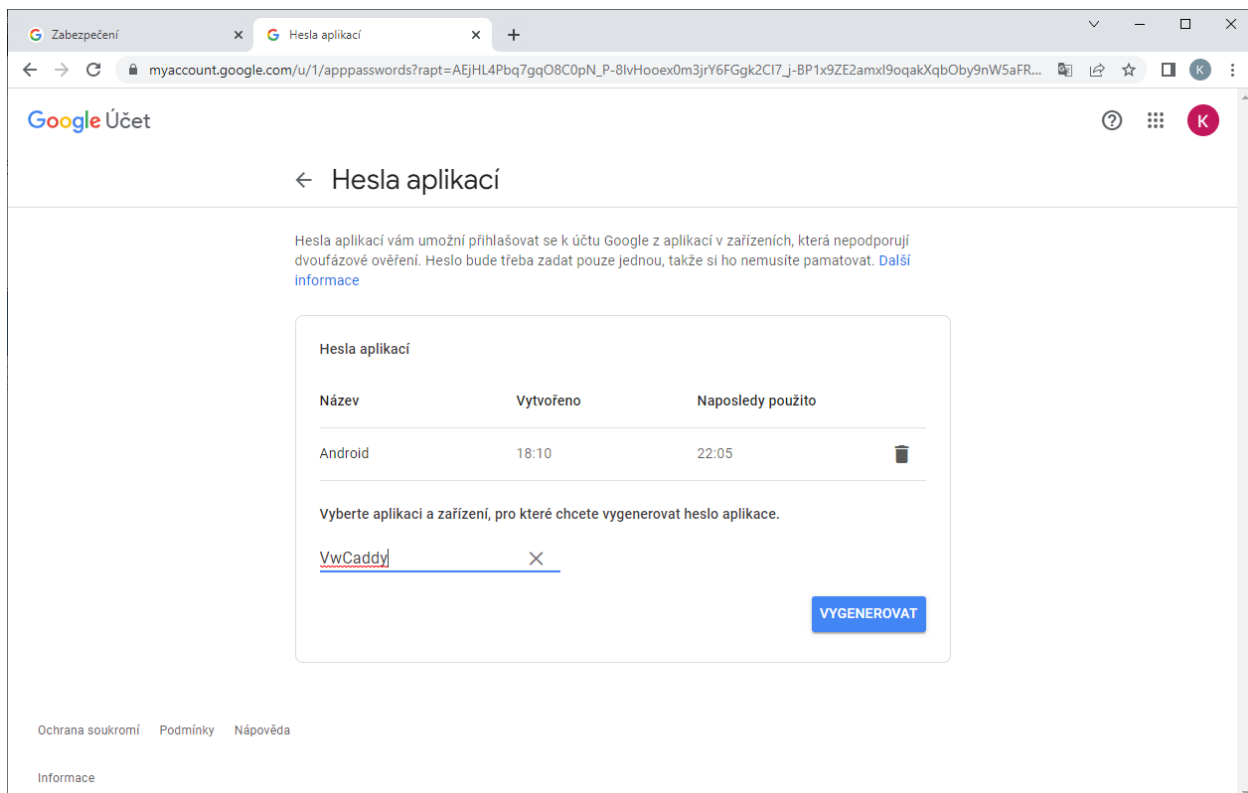 Zabezpečení
Hesla aplikací
myaccount.google.com/u/1/apppasswords?rapt=AEjHL4Pbq7gqO8C0pN_P-8IvHooex0m3jrY6FGgk2CI7_j-BP1x9ZE2amxI9oqakXqbOby9nW5aFR...
K
Google Účet
K
Hesla aplikací
Hesla aplikací vám umožní přihlašovat se k účtu Google z aplikací v zařízeních, která nepodporují
dvoufázové ověření. Heslo bude třeba zadat pouze jednou, takže si ho nemusíte pamatovat. Další
informace
Hesla aplikací
Název Vytvořeno Naposledy použito
Android 18:10 22:05
Vyberte aplikaci a zařízení, pro které chcete vygenerovat heslo aplikace.
VwCaddy
VYGENEROVAT
Ochrana soukromí Podmínky Nápověda
Informace